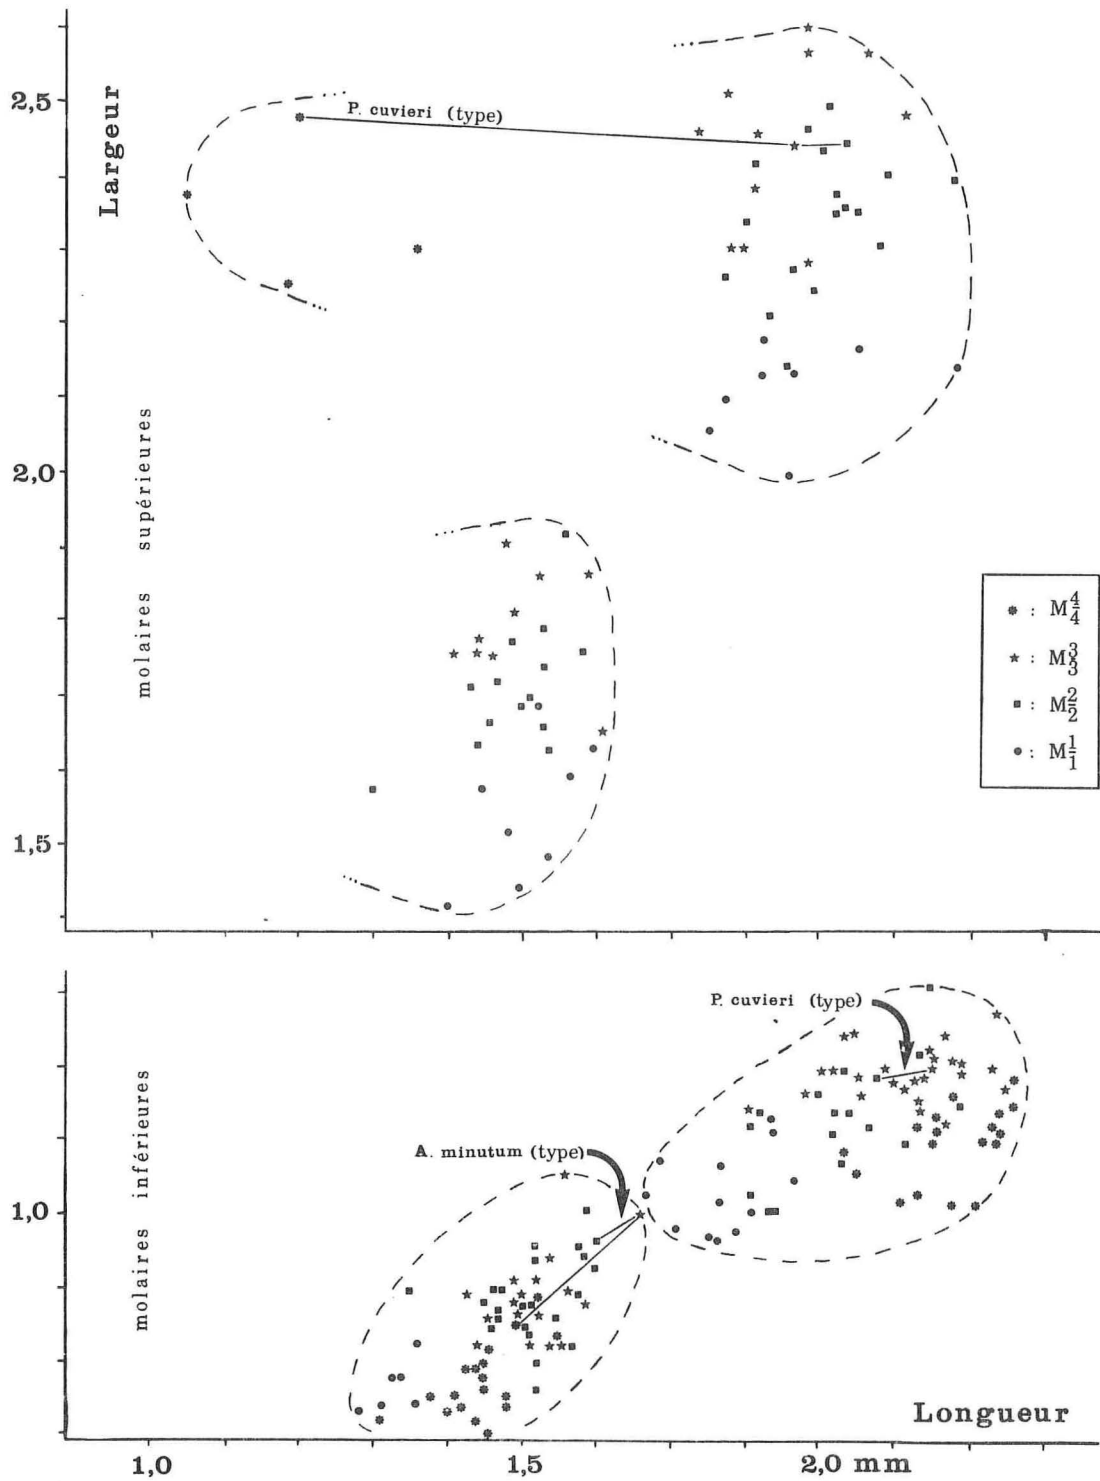 Largeur
2,5
P. cuvieri (type)
2,0
molaires supérieures
: M4/4
: M3/3
: M2/2
: M1/1
1,5
P. cuvieri (type)
A. minutum (type)
1,0
molaires inférieures
Longueur
1,0
1,5
2,0 mm